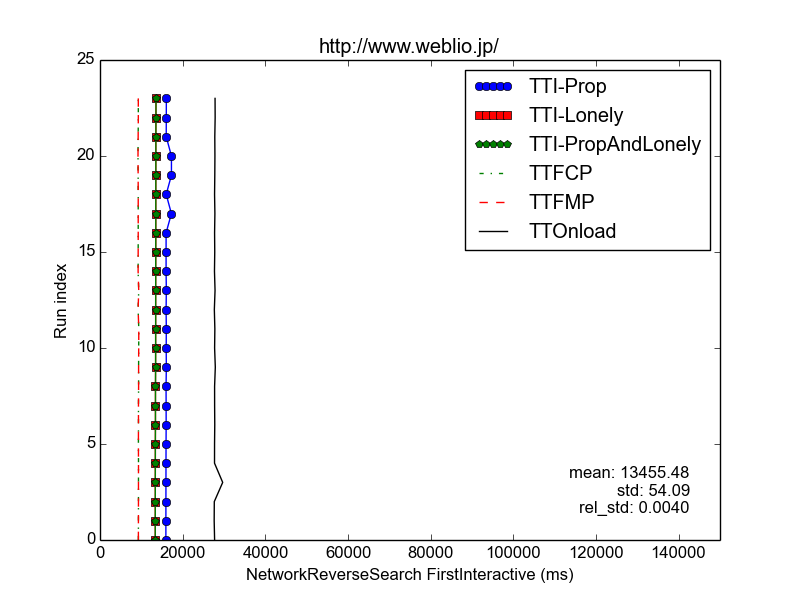 http://www.weblio.jp/
25
20
15
10
5
0
Run index
TTI-Prop
TTI-Lonely
TTI-PropAndLonely
TTFCP
TTFMP
TTOnload
mean: 13455.48
std: 54.09
rel_std: 0.0040
0 20000 40000 60000 80000 100000 120000 140000
NetworkReverseSearch FirstInteractive (ms)